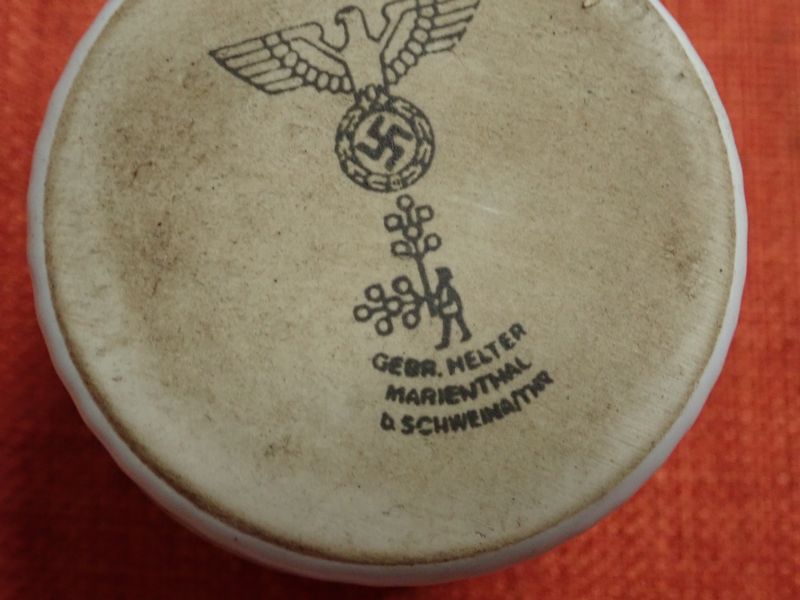 GEBR. HELTER
MARIENTHAL
b. SCHWEINA/THR